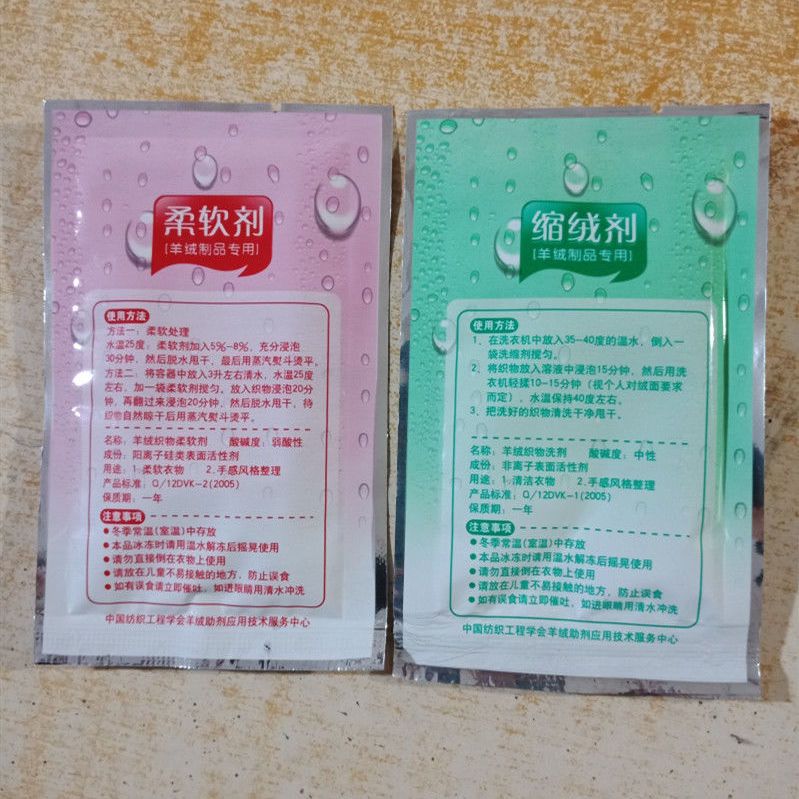 柔软剂
[羊绒制品专用]
使用方法
方法一：柔软处理
水温25度：柔软剂加入5%-8%，充分浸泡
30分钟，然后脱水甩干，最后用蒸汽熨斗烫平。
方法二：将容器中放入3升左右清水，水温25度
左右，加一袋柔软剂搅匀。放入织物浸泡20分
钟，再翻过来浸泡20分钟，然后脱水甩干，待
织物自然晾干后用蒸汽熨斗烫平。
名称：羊绒织物柔软剂 酸碱度：弱酸性
成份：阳离子硅类表面活性剂
用途：1.柔软衣物 2.手感风格整理
产品标准：Q/12DVK-2(2005)
保质期：一年
注意事项
●冬季常温(室温)中存放
●本品冰冻时请用温水解冻后摇晃使用
●请勿直接倒在衣物上使用
●请放在儿童不易接触的地方，防止误食
●如有误食请立即催吐，如进眼睛用清水冲洗
中国纺织工程学会羊绒助剂应用技术服务中心
缩绒剂
[羊绒制品专用]
使用方法
1、在洗衣机中放入35-40度的温水，倒入一
袋洗缩剂搅匀。
2、将织物放入溶液中浸泡15分钟，然后用洗
衣机轻揉10-15分钟（视个人对绒面要求
而定），水温保持40度左右。
3、把洗好的织物清洗干净甩干。
名称：羊绒织物洗剂 酸碱度：中性
成份：非离子表面活性剂
用途：1.清洁衣物 2.手感风格整理
产品标准：Q/12DVK-1(2005)
保质期：一年
注意事项
●冬季常温(室温)中存放
●本品冰冻时请用温水解冻后摇晃使用
●请勿直接倒在衣物上使用
●请放在儿童不易接触的地方，防止误食
●如有误食请立即催吐，如进眼睛用清水冲洗
中国纺织工程学会羊绒助剂应用技术服务中心